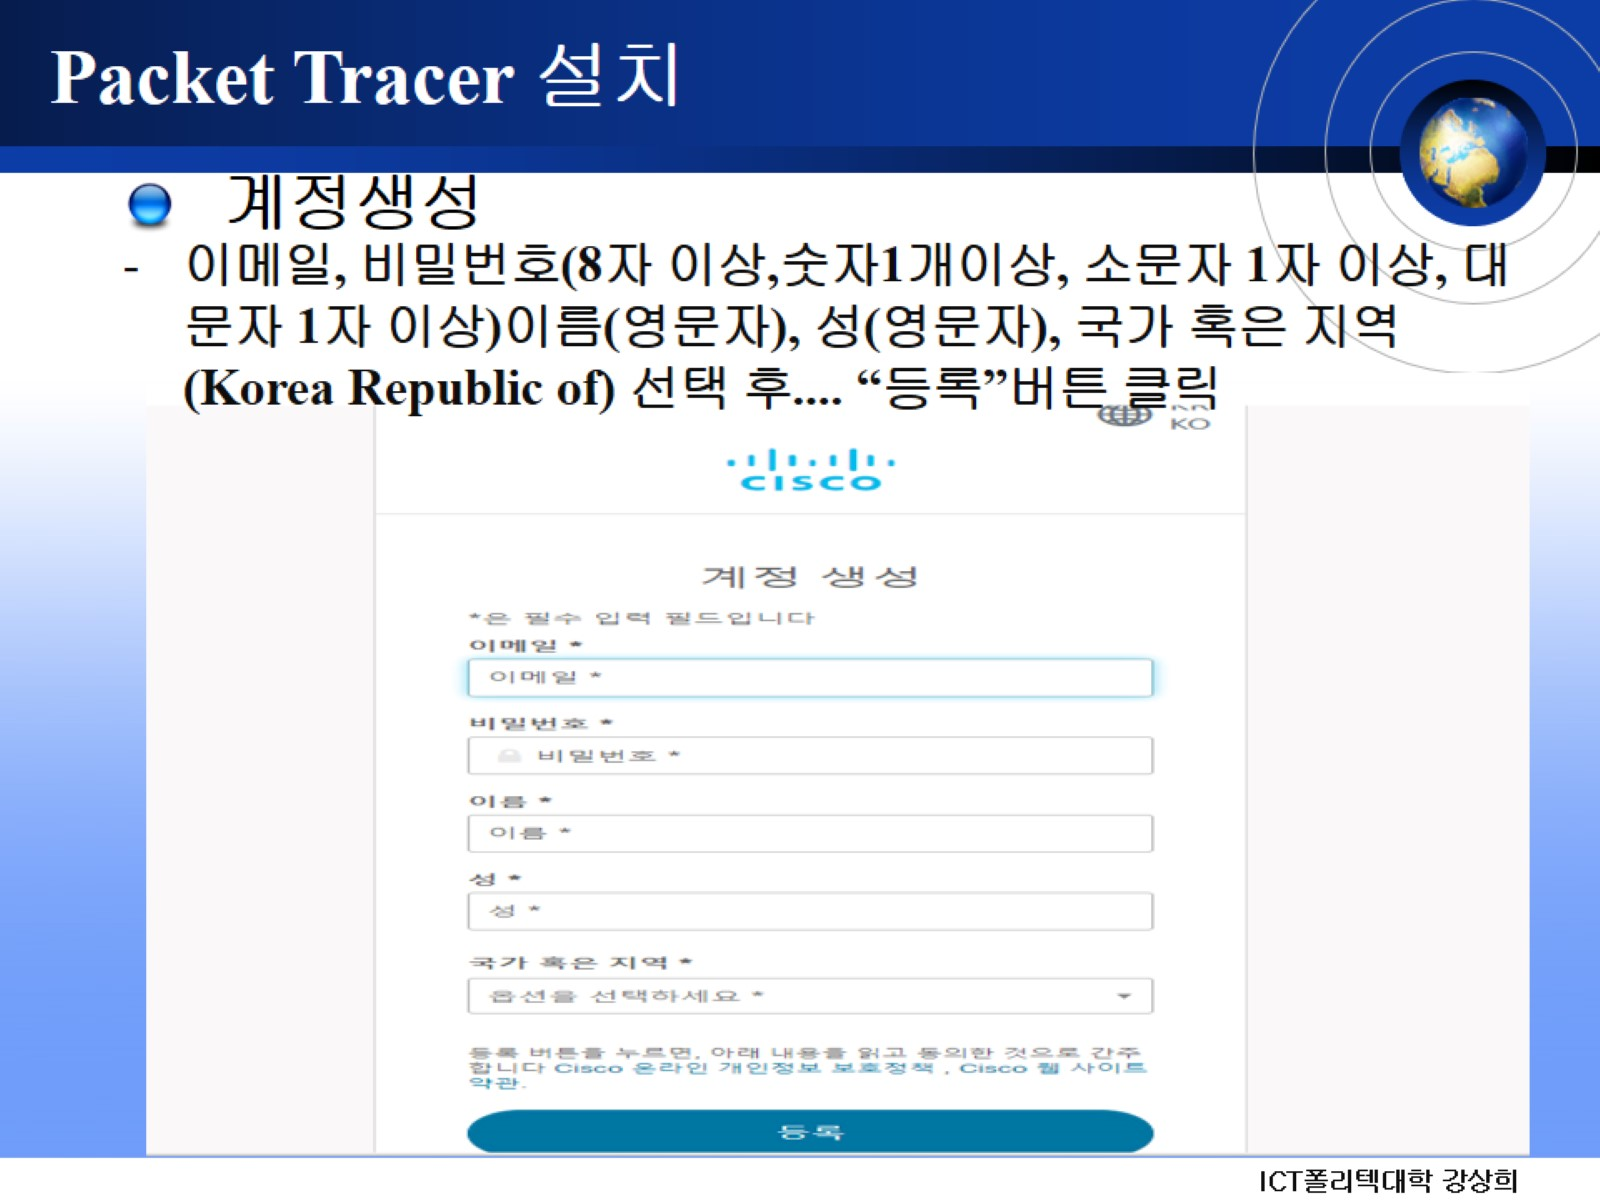 Packet Tracer 설치
계정생성
- 이메일, 비밀번호(8자 이상,숫자1개이상, 소문자 1자 이상, 대
문자 1자 이상)이름(영문자), 성(영문자), 국가 혹은 지역
(Korea Republic of) 선택 후.... “등록”버튼 클릭
KO
CISCO
계정 생성
*은 필수 입력 필드입니다
이메일 *
이메일 *
비밀번호 *
비밀번호 *
이름 *
이름 *
성 *
성 *
국가 혹은 지역 *
옵션을 선택하세요 *
등록 버튼을 누르면, 아래 내용을 읽고 동의한 것으로 간주
합니다 Cisco 온라인 개인정보 보호정책 , Cisco 웹 사이트
약관.
등록
ICT폴리텍대학 강상희